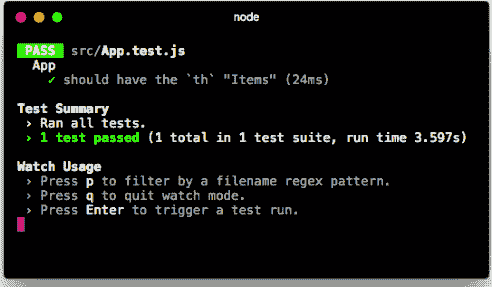 node
PASS src/App.test.js
App
✓ should have the `th` "Items" (24ms)
Test Summary
› Ran all tests.
› 1 test passed (1 total in 1 test suite, run time 3.597s)
Watch Usage
› Press p to filter by a filename regex pattern.
› Press q to quit watch mode.
› Press Enter to trigger a test run.